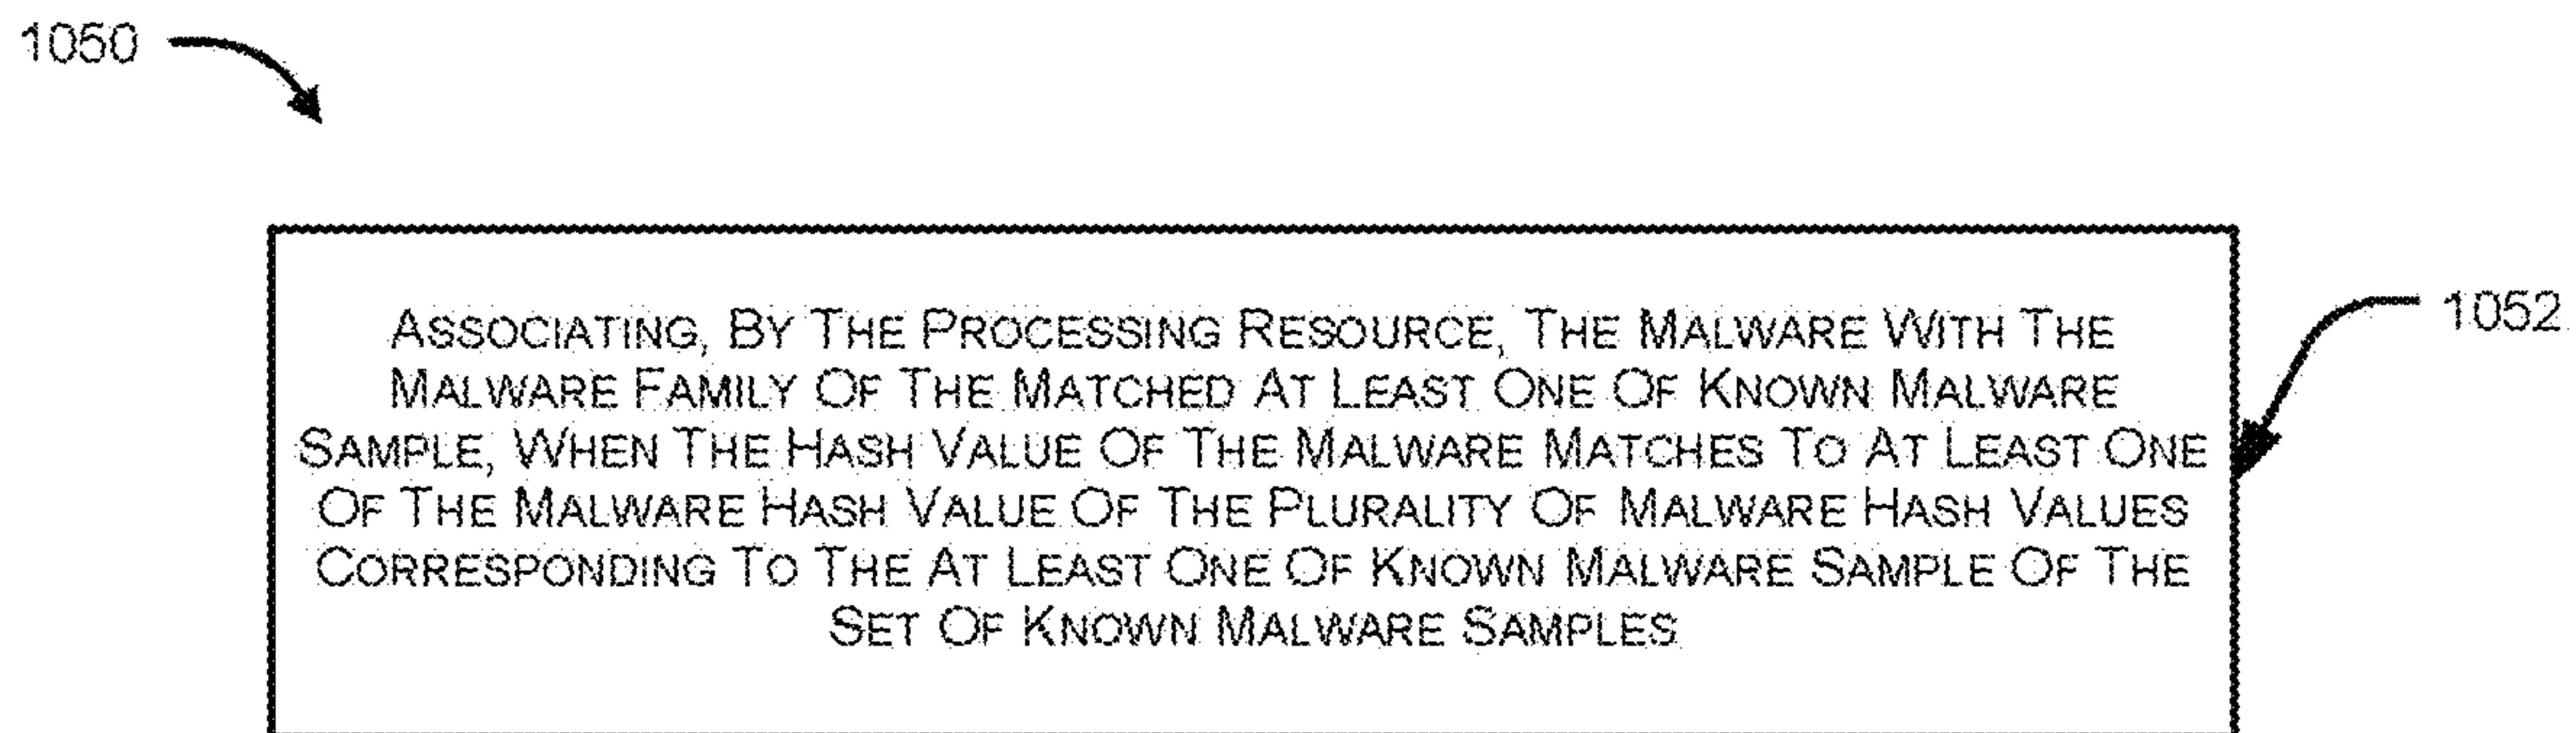 1050
ASSOCIATING, BY THE PROCESSING RESOURCE, THE MALWARE WITH THE
MALWARE FAMILY OF THE MATCHED AT LEAST ONE OF KNOWN MALWARE
SAMPLE, WHEN THE HASH VALUE OF THE MALWARE MATCHES TO AT LEAST ONE
OF THE MALWARE HASH VALUE OF THE PLURALITY OF MALWARE HASH VALUES
CORRESPONDING TO THE AT LEAST ONE OF KNOWN MALWARE SAMPLE OF THE
SET OF KNOWN MALWARE SAMPLES
1052